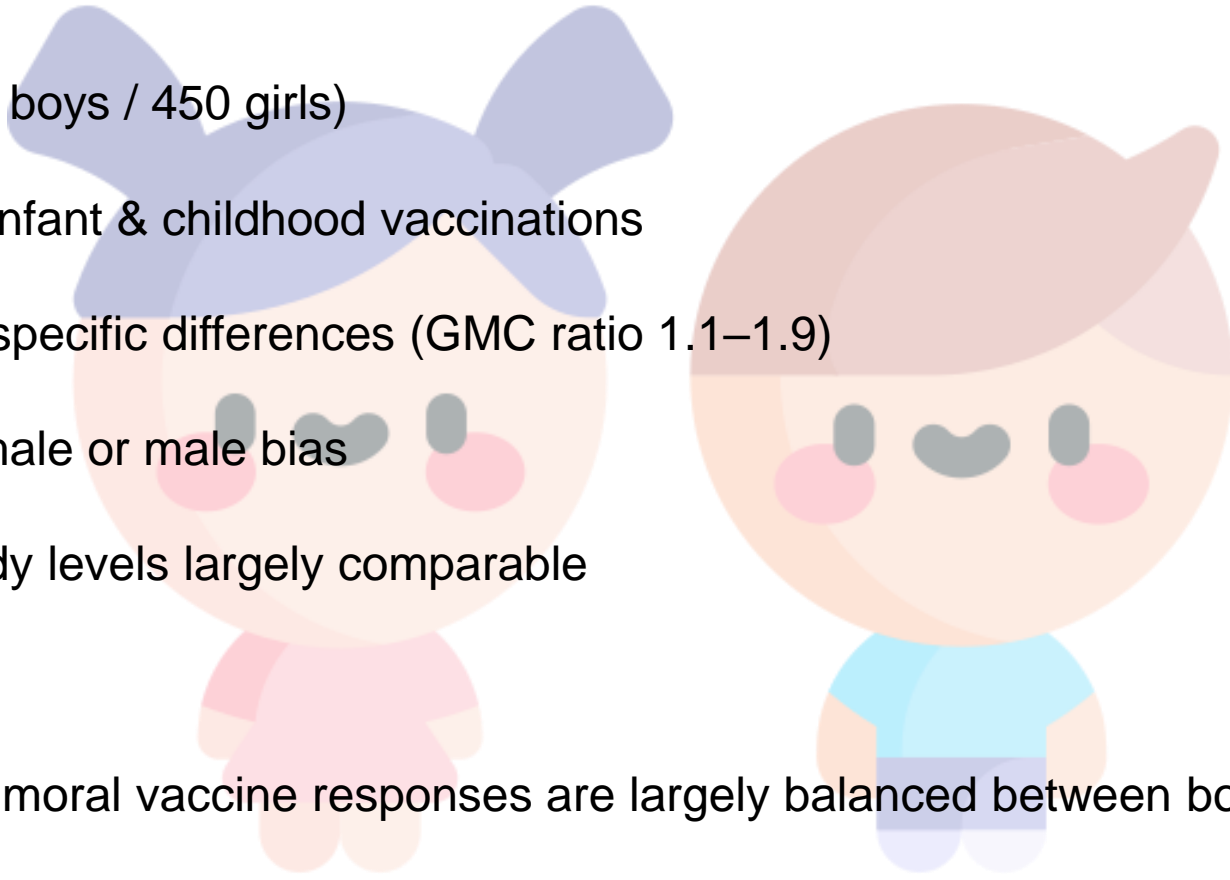 boys / 450 girls)
nfant & childhood vaccinations
specific differences (GMC ratio 1.1–1.9)
nale or male bias
dy levels largely comparable
moral vaccine responses are largely balanced between bo